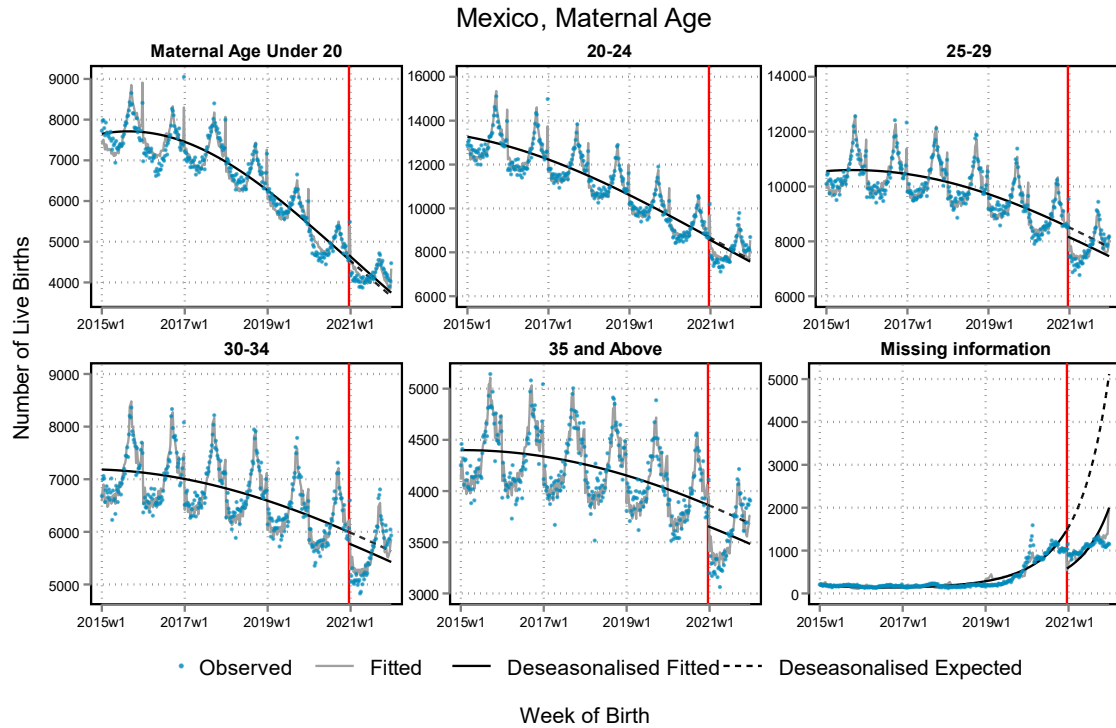 Mexico, Maternal Age
Maternal Age Under 20
20-24
25-29
9000
8000
7000
6000
5000
4000
16000
14000
12000
10000
8000
6000
14000
12000
10000
8000
6000
2015w1 2017w1 2019w1 2021w1
2015w1 2017w1 2019w1 2021w1
2015w1 2017w1 2019w1 2021w1
Number of Live Births
30-34
35 and Above
Missing information
9000
8000
7000
6000
5000
5000
4500
4000
3500
3000
5000
4000
3000
2000
1000
0
2015w1 2017w1 2019w1 2021w1
2015w1 2017w1 2019w1 2021w1
2015w1 2017w1 2019w1 2021w1
Observed Fitted Deseasonalised Fitted Deseasonalised Expected
Week of Birth